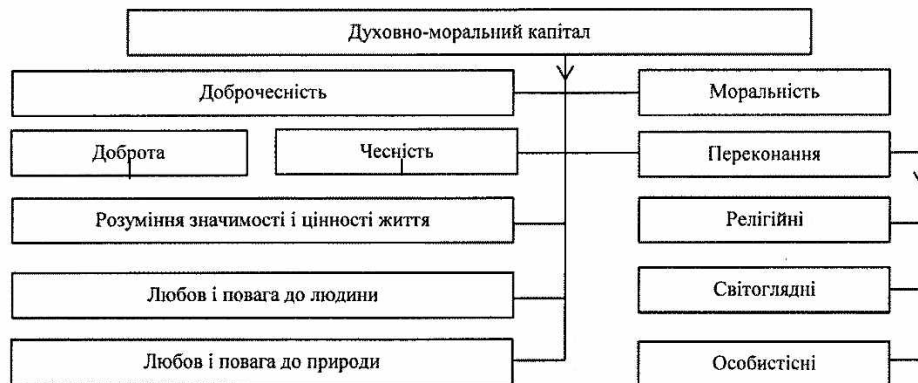 Духовно-моральний капітал
Доброчесність
Моральність
Доброта
Чесність
Переконання
Розуміння значимості і цінності життя
Релігійні
Любов і повага до людини
Світоглядні
Любов і повага до природи
Особистісні